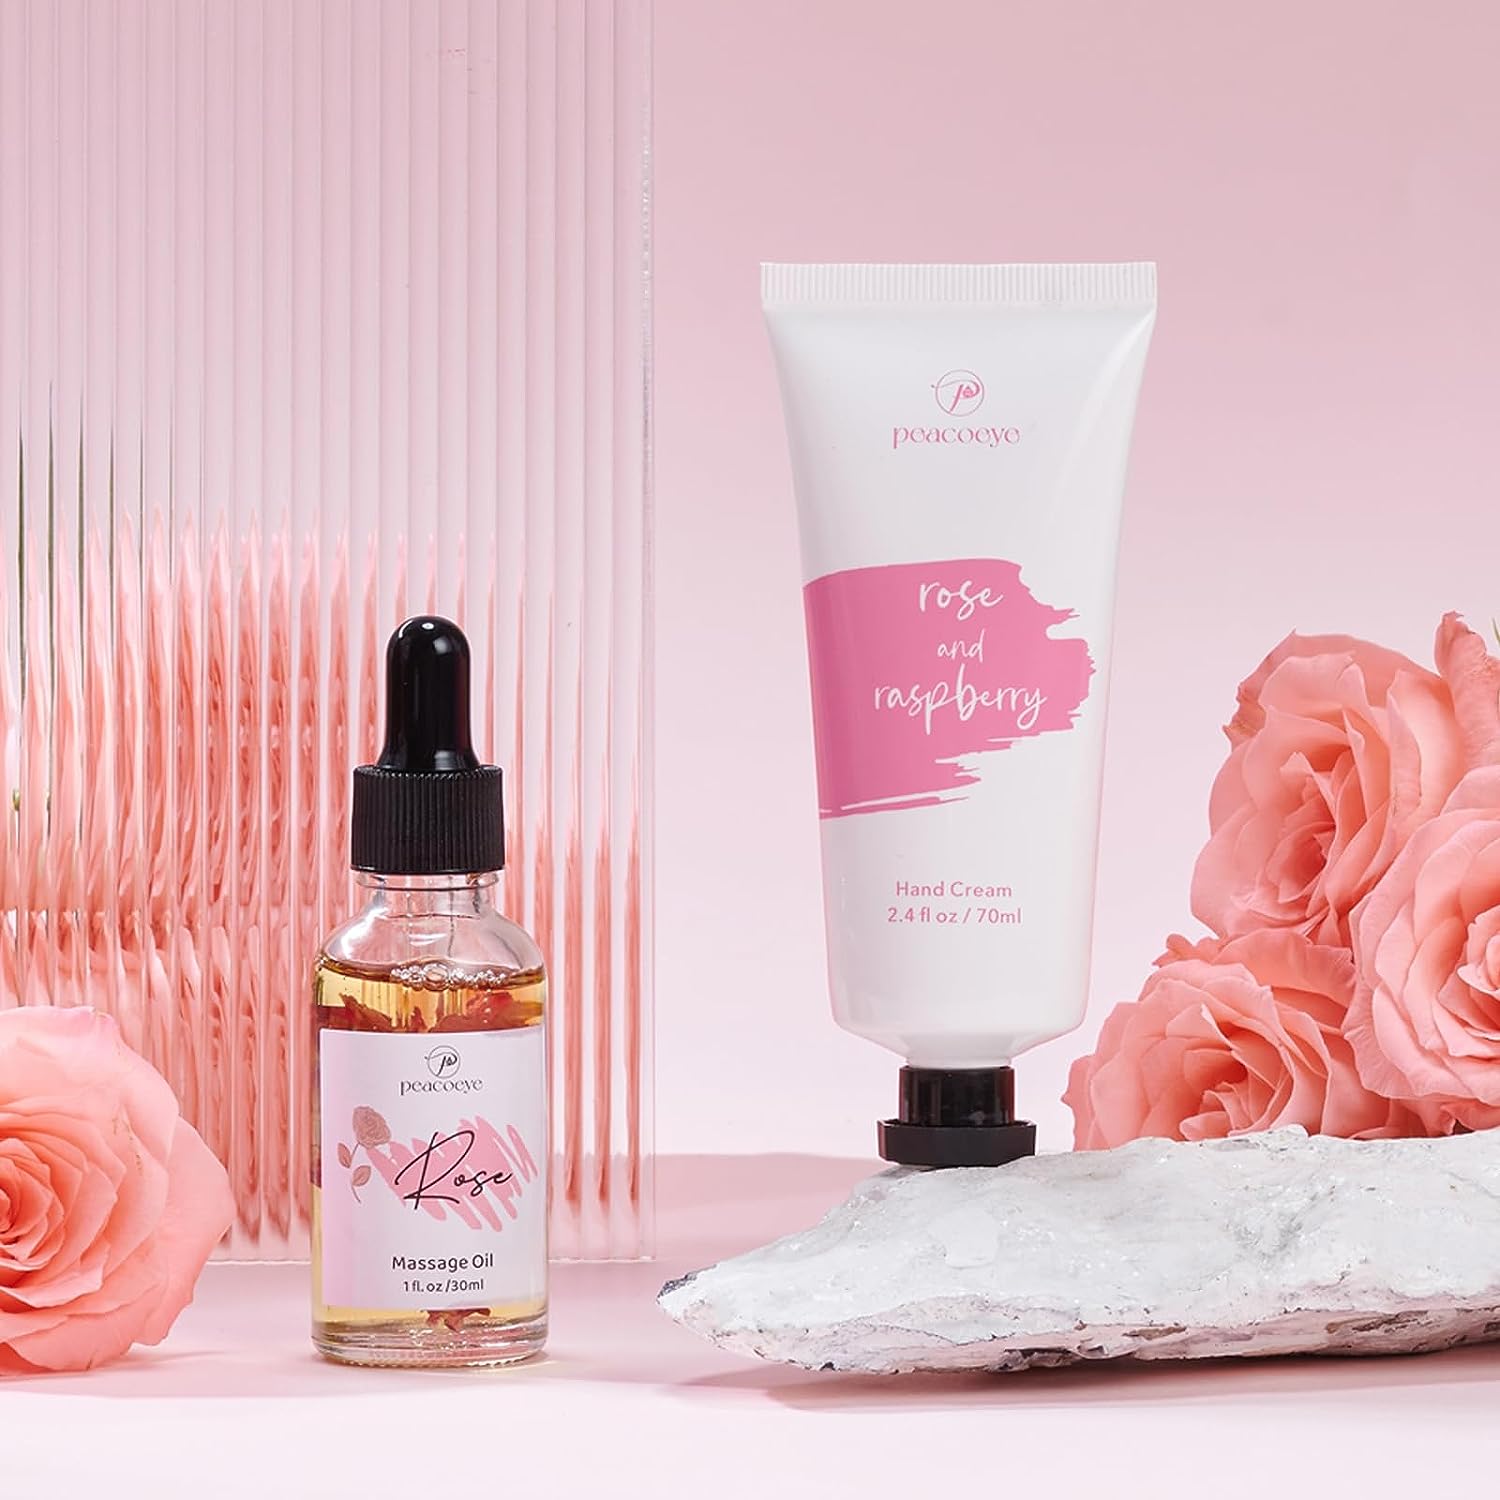 peacoeye
rose
and
raspberry
Hand Cream
2.4 fl oz / 70ml
peacoeye
Rose
Massage Oil
1 fl. oz /30ml